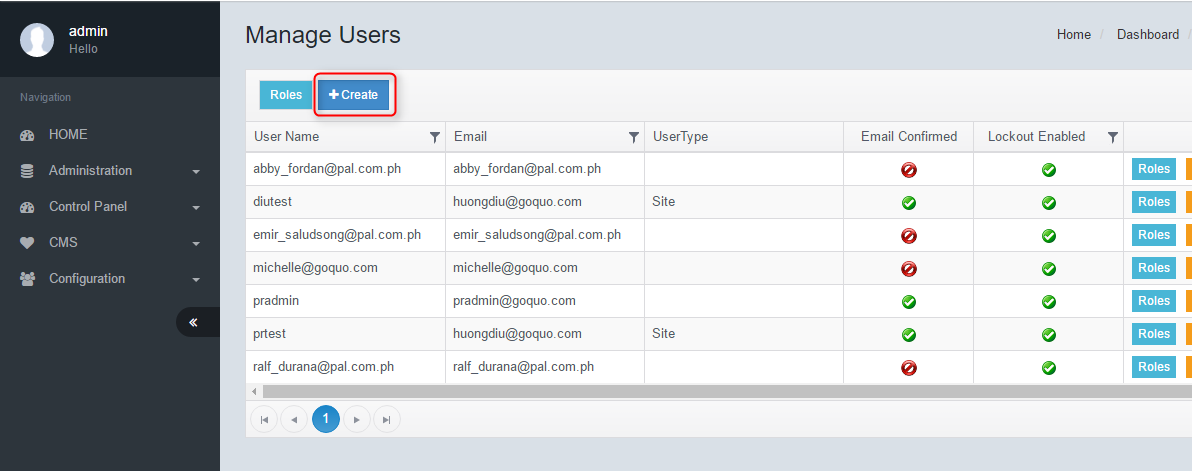 admin
Hello
Navigation
HOME
Administration
Control Panel
CMS
Configuration
Manage Users
Home / Dashboard /
Roles Create
User Name Email UserType Email Confirmed Lockout Enabled
abby_fordan@pal.com.ph abby_fordan@pal.com.ph Roles
diutest huongdiu@goquo.com Site Roles
emir_saludsong@pal.com.ph emir_saludsong@pal.com.ph Roles
michelle@goquo.com michelle@goquo.com Roles
pradmin pradmin@goquo.com Roles
prtest huongdiu@goquo.com Site Roles
ralf_durana@pal.com.ph ralf_durana@pal.com.ph Roles
1